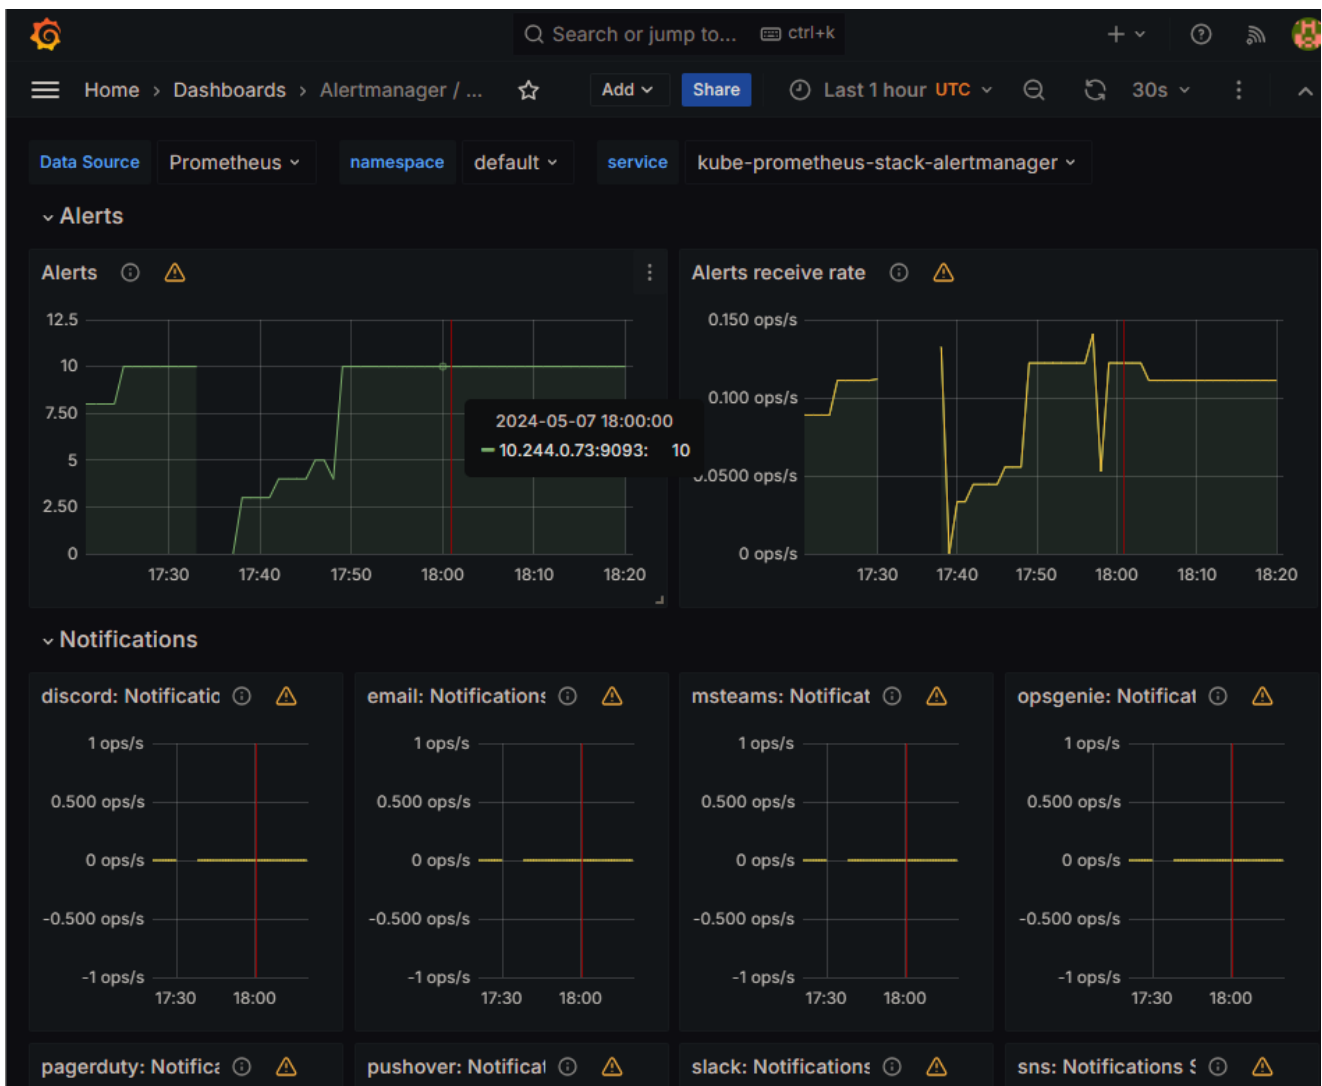 Search or jump to... ctrl+k
Home › Dashboards › Alertmanager / ... Add Share Last 1 hour UTC 30s
Data Source Prometheus namespace default service kube-prometheus-stack-alertmanager
Alerts
Alerts
12.5
10
7.50
5
2.50
0
17:30 17:40 17:50 18:00 18:10 18:20
2024-05-07 18:00:00
10.244.0.73:9093: 10
Alerts receive rate
0.150 ops/s
0.100 ops/s
0.0500 ops/s
0 ops/s
17:30 17:40 17:50 18:00 18:10 18:20
Notifications
discord: Notificatic
1 ops/s
0.500 ops/s
0 ops/s
-0.500 ops/s
-1 ops/s
17:30 18:00
email: Notifications
1 ops/s
0.500 ops/s
0 ops/s
-0.500 ops/s
-1 ops/s
17:30 18:00
msteams: Notificat
1 ops/s
0.500 ops/s
0 ops/s
-0.500 ops/s
-1 ops/s
17:30 18:00
opsgenie: Notificat
1 ops/s
0.500 ops/s
0 ops/s
-0.500 ops/s
-1 ops/s
17:30 18:00
pagerduty: Notifica
pushover: Notificat
slack: Notifications
sns: Notifications S